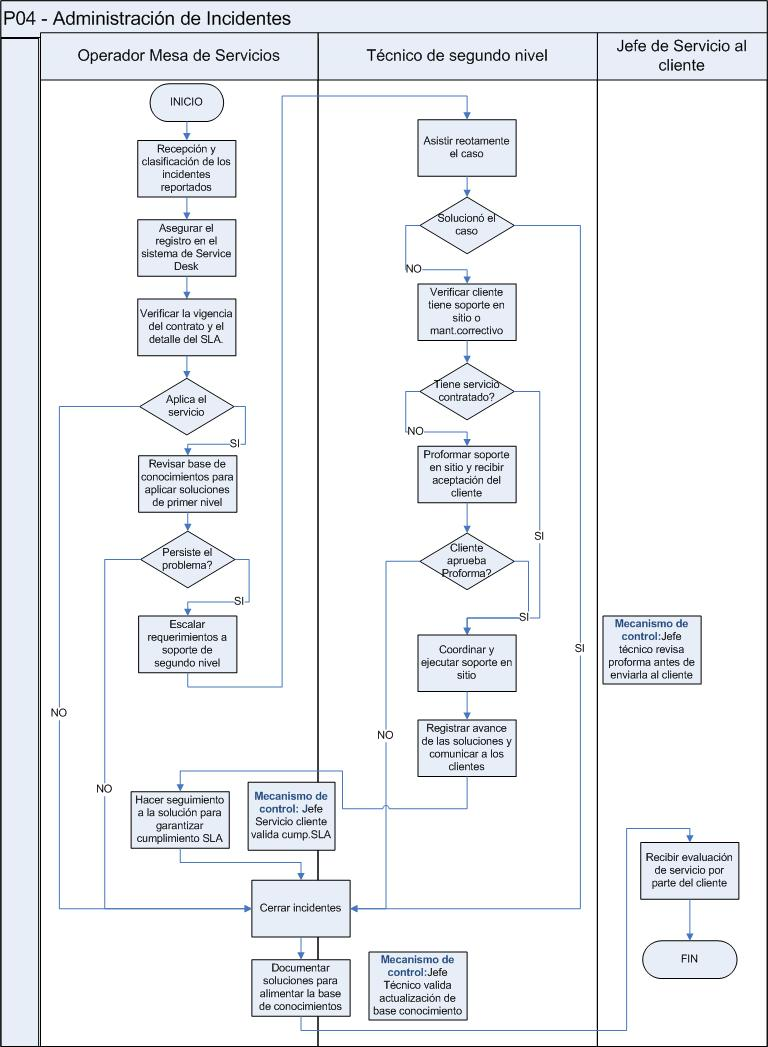 P04 - Administración de Incidentes
Operador Mesa de Servicios
Técnico de segundo nivel
Jefe de Servicio al
cliente
INICIO
Recepción y
clasificación de los
incidentes
reportados
Asegurar el
registro en el
sistema de Service
Desk
Verificar la vigencia
del contrato y el
detalle del SLA.
Aplica el
servicio
SI
Revisar base de
conocimientos para
aplicar soluciones
de primer nivel
Persiste el
problema?
SI
Escalar
requerimientos a
soporte de
segundo nivel
NO
NO
Hacer seguimiento
a la solución para
garantizar
cumplimiento SLA
Mecanismo de
control: Jefe
Servicio cliente
valida cump.SLA
Cerrar incidentes
Documentar
soluciones para
alimentar la base
de conocimientos
Asistir reotamente
el caso
Solucionó el
caso
NO
Verificar cliente
tiene soporte en
sitio o
mant.correctivo
Tiene servicio
contratado?
NO
Proformar soporte
en sitio y recibir
aceptación del
cliente
SI
Cliente
aprueba
Proforma?
SI
Coordinar y
ejecutar soporte en
sitio
SI
Registrar avance
de las soluciones y
comunicar a los
clientes
NO
Mecanismo de
control:Jefe
Técnico valida
actualización de
base conocimiento
Mecanismo de
control:Jefe
técnico revisa
proforma antes de
enviarla al cliente
Recibir evaluación
de servicio por
parte del cliente
FIN